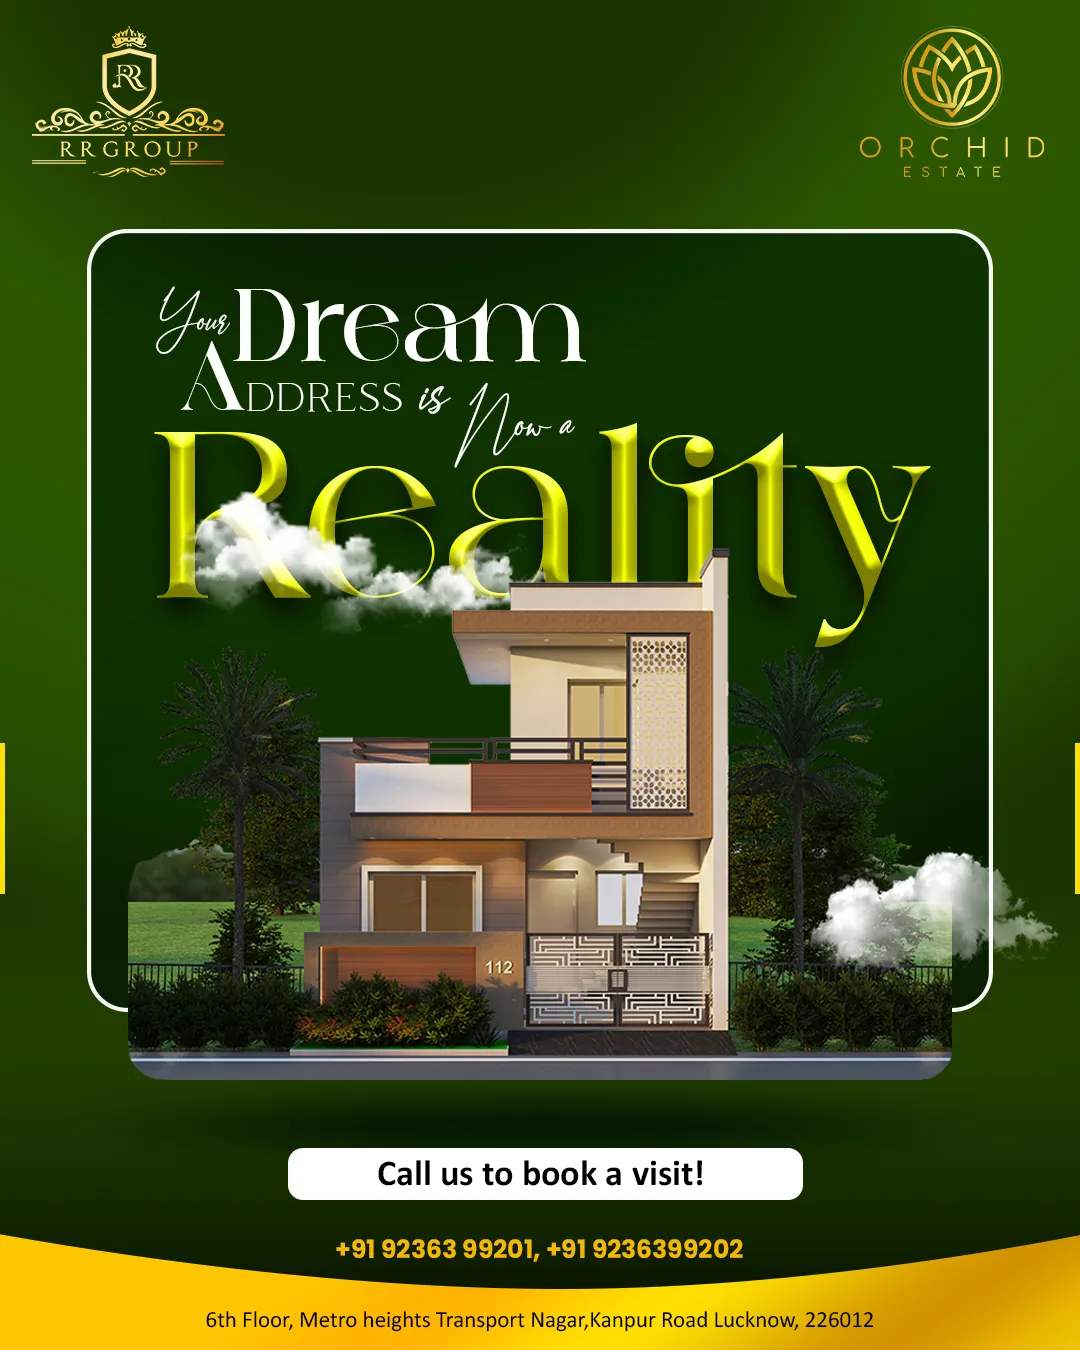 RR
RR GROUP
ORCHID
ESTATE
Your Dream
ADDRESS is
Now a
Reality
112
Call us to book a visit!
+91 92363 99201, +91 9236399202
6th Floor, Metro heights Transport Nagar,Kanpur Road Lucknow, 226012